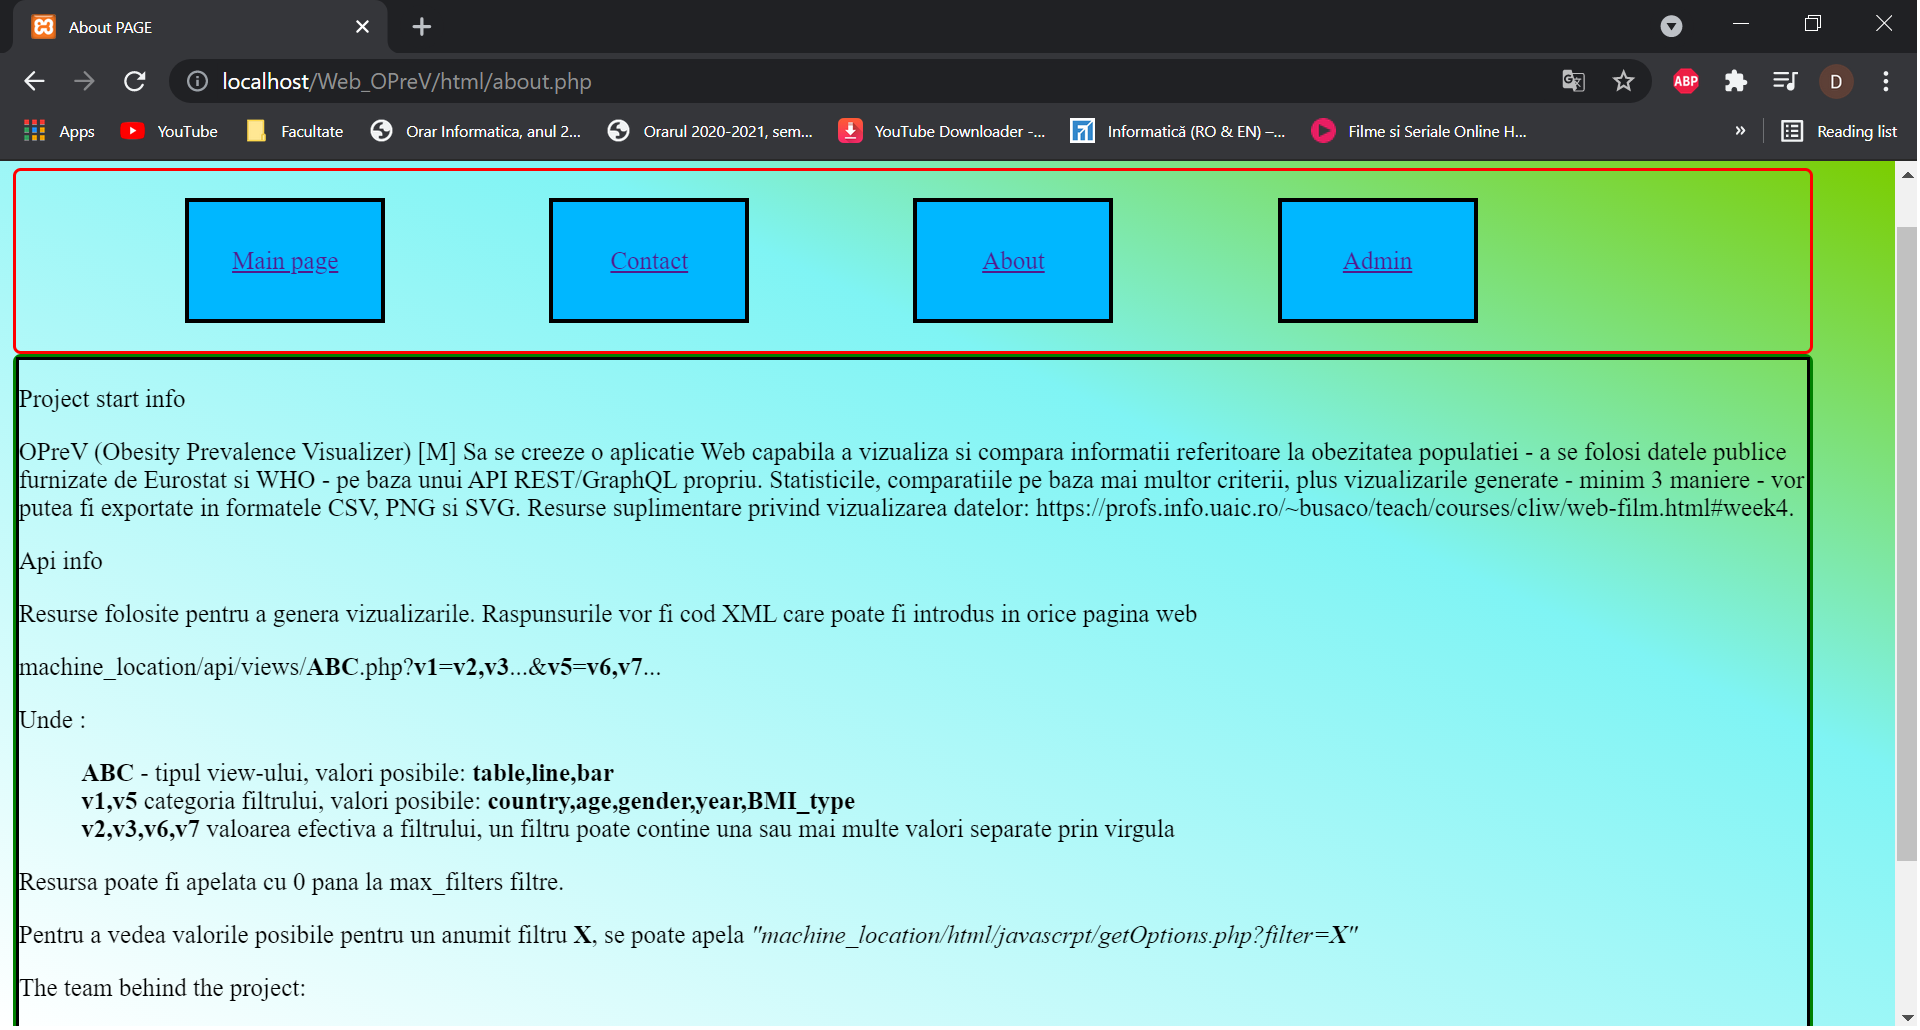 About PAGE
localhost/Web_OPreV/html/about.php
ABP
D
Apps
YouTube
Facultate
Orar Informatica, anul 2...
Orarul 2020-2021, sem...
YouTube Downloader -...
Informatică (RO & EN) –...
Filme si Seriale Online H...
»
Reading list
Main page
Contact
About
Admin
Project start info
OPreV (Obesity Prevalence Visualizer) [M] Sa se creeze o aplicatie Web capabila a vizualiza si compara informatii referitoare la obezitatea populatiei - a se folosi datele publice
furnizate de Eurostat si WHO - pe baza unui API REST/GraphQL propriu. Statisticile, comparatiile pe baza mai multor criterii, plus vizualizarile generate - minim 3 maniere - vor
putea fi exportate in formatele CSV, PNG si SVG. Resurse suplimentare privind vizualizarea datelor: https://profs.info.uaic.ro/~busaco/teach/courses/cliw/web-film.html#week4.
Api info
Resurse folosite pentru a genera vizualizarile. Raspunsurile vor fi cod XML care poate fi introdus in orice pagina web
machine_location/api/views/ABC.php?v1=v2,v3...&v5=v6,v7...
Unde :
ABC - tipul view-ului, valori posibile: table,line,bar
v1,v5 categoria filtrului, valori posibile: country,age,gender,year,BMI_type
v2,v3,v6,v7 valoarea efectiva a filtrului, un filtru poate contine una sau mai multe valori separate prin virgula
Resursa poate fi apelata cu 0 pana la max_filters filtre.
Pentru a vedea valorile posibile pentru un anumit filtru X, se poate apela "machine_location/html/javascrpt/getOptions.php?filter=X"
The team behind the project: